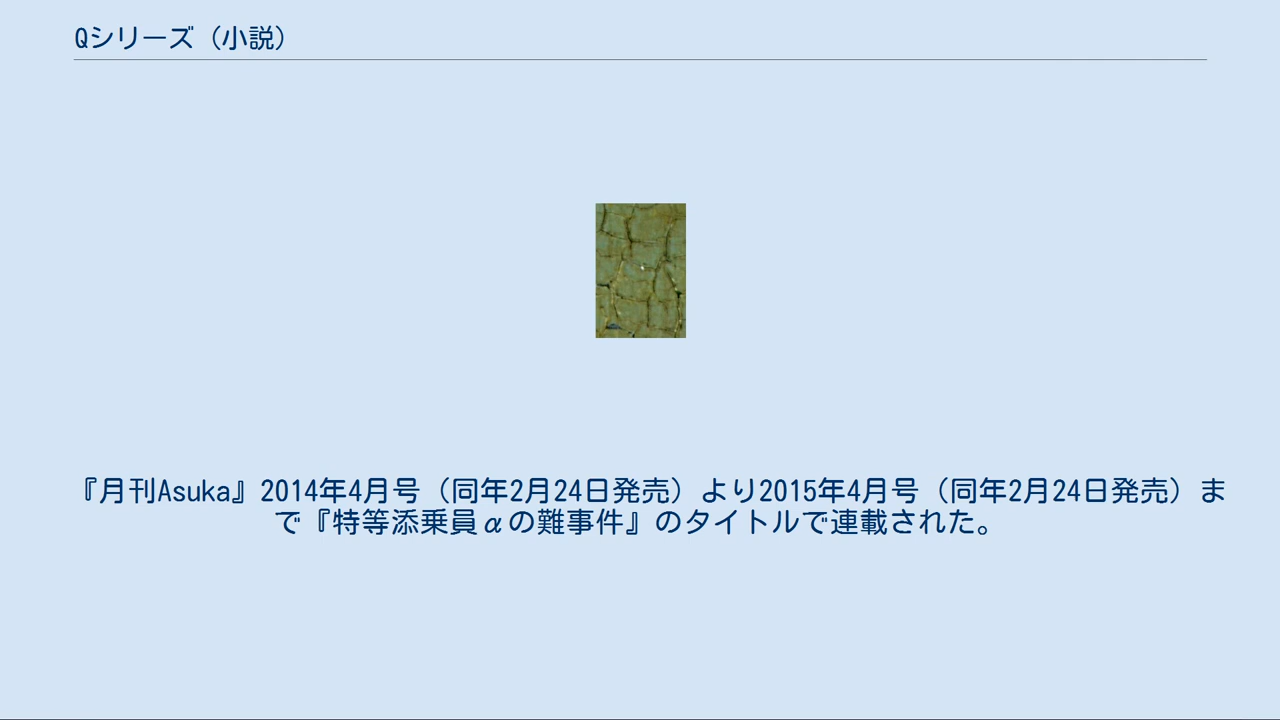 Qシリーズ（小説）
『月刊Asuka』2014年4月号（同年2月24日発売）より2015年4月号（同年2月24日発売）ま
で『特等添乗員αの難事件』のタイトルで連載された。